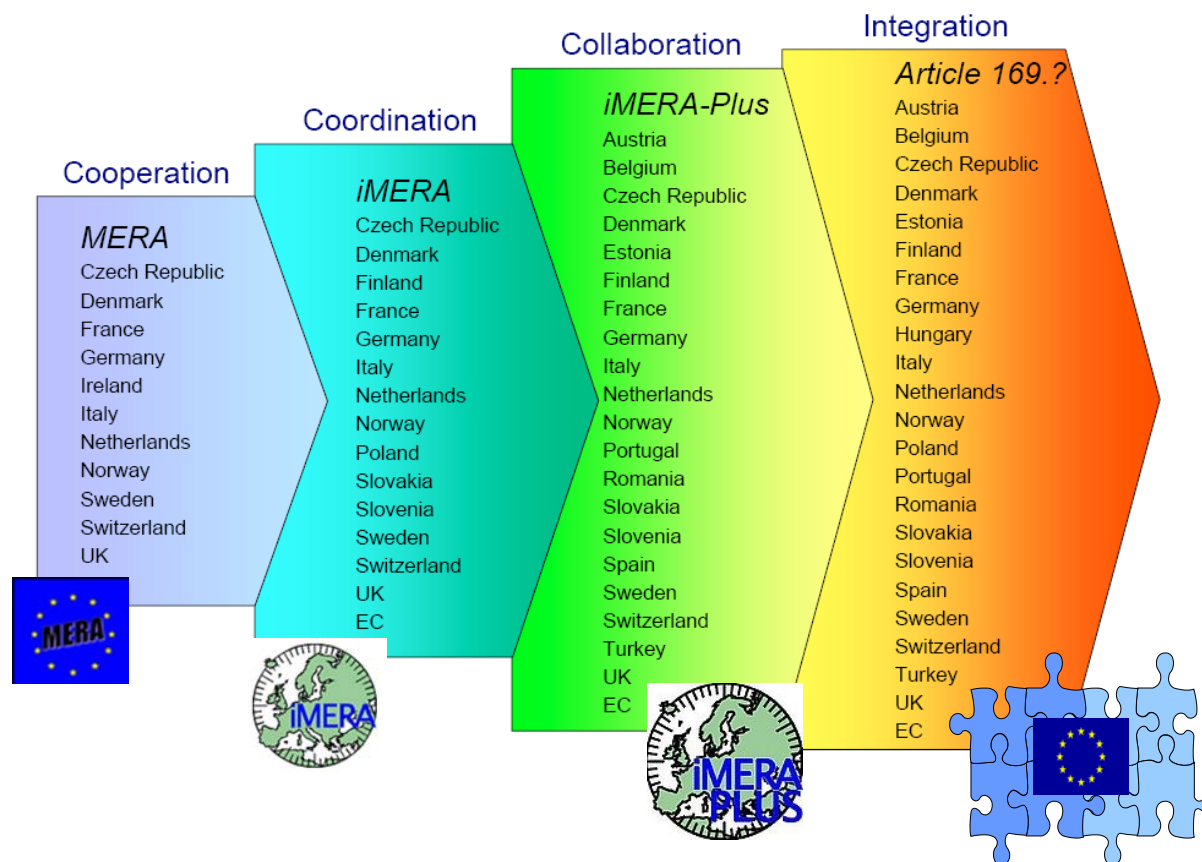 Cooperation
MERA
Czech Republic
Denmark
France
Germany
Ireland
Italy
Netherlands
Norway
Sweden
Switzerland
UK
MERA
Coordination
iMERA
Czech Republic
Denmark
Finland
France
Germany
Italy
Netherlands
Norway
Poland
Slovakia
Slovenia
Sweden
Switzerland
UK
EC
iMERA
Collaboration
iMERA-Plus
Austria
Belgium
Czech Republic
Denmark
Estonia
Finland
France
Germany
Italy
Netherlands
Norway
Portugal
Romania
Slovakia
Slovenia
Spain
Sweden
Switzerland
Turkey
UK
EC
iMERA
PLUS
Integration
Article 169.?
Austria
Belgium
Czech Republic
Denmark
Estonia
Finland
France
Germany
Hungary
Italy
Netherlands
Norway
Poland
Portugal
Romania
Slovakia
Slovenia
Spain
Sweden
Switzerland
Turkey
UK
EC